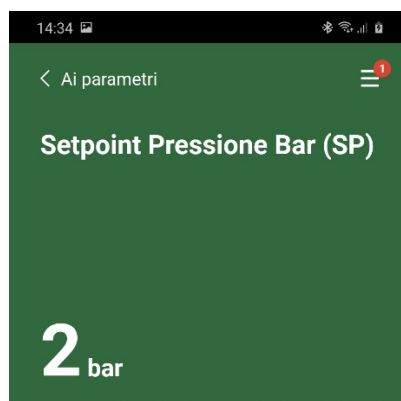 14:34
Ai parametri
1
Setpoint Pressione Bar (SP)
2 bar